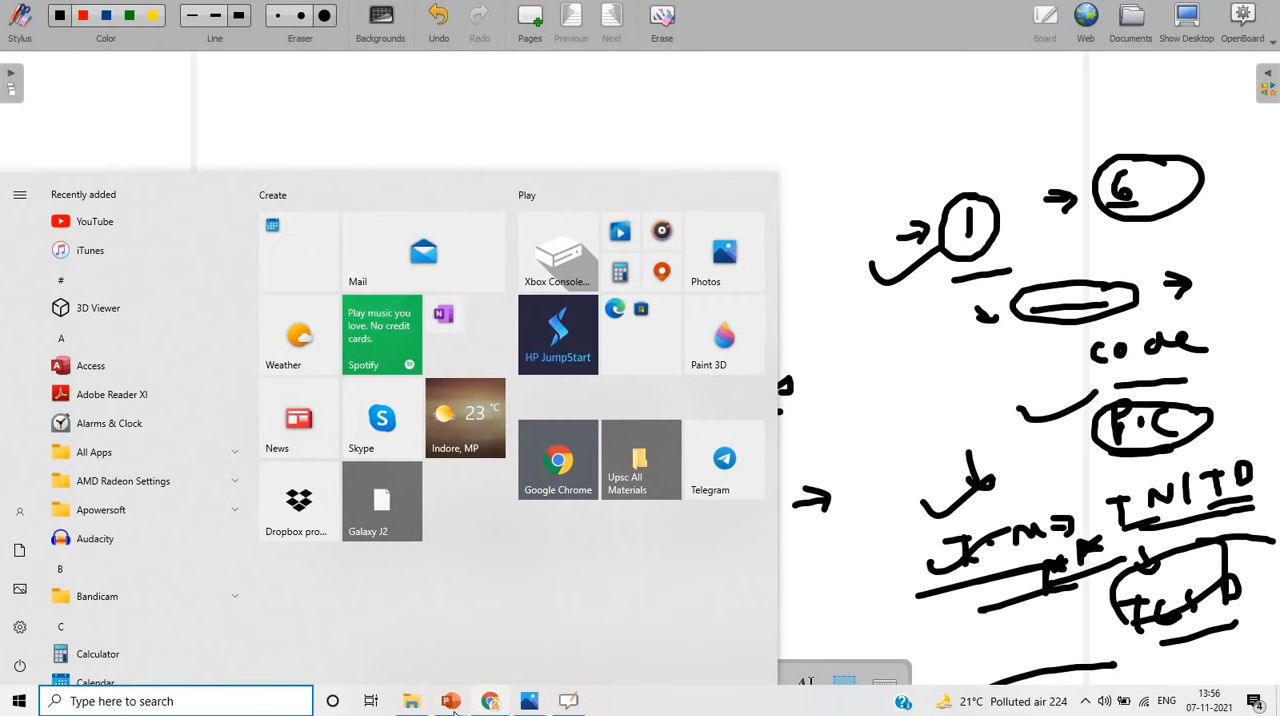 Stylus Color Line Eraser Backgrounds Undo Redo Pages Previous Next Erase Board Web Documents Show Desktop OpenBoard
Recently added
YouTube
iTunes
#
3D Viewer
A
Access
Adobe Reader XI
Alarms & Clock
All Apps
AMD Radeon Settings
Apowersoft
Audacity
B
Bandicam
C
Calculator
Calendar
Create
Mail
Weather
Play music you
love. No credit
cards.
Spotify
News
Skype
23 °C
Indore, MP
Dropbox pro...
Galaxy J2
Play
Xbox Console...
Photos
HP JumpStart
Paint 3D
Google Chrome
Upsc All
Materials
Telegram
1
6
code
PIC
Type here to search
21°C Polluted air 224
ENG
13:56
07-11-2021
4